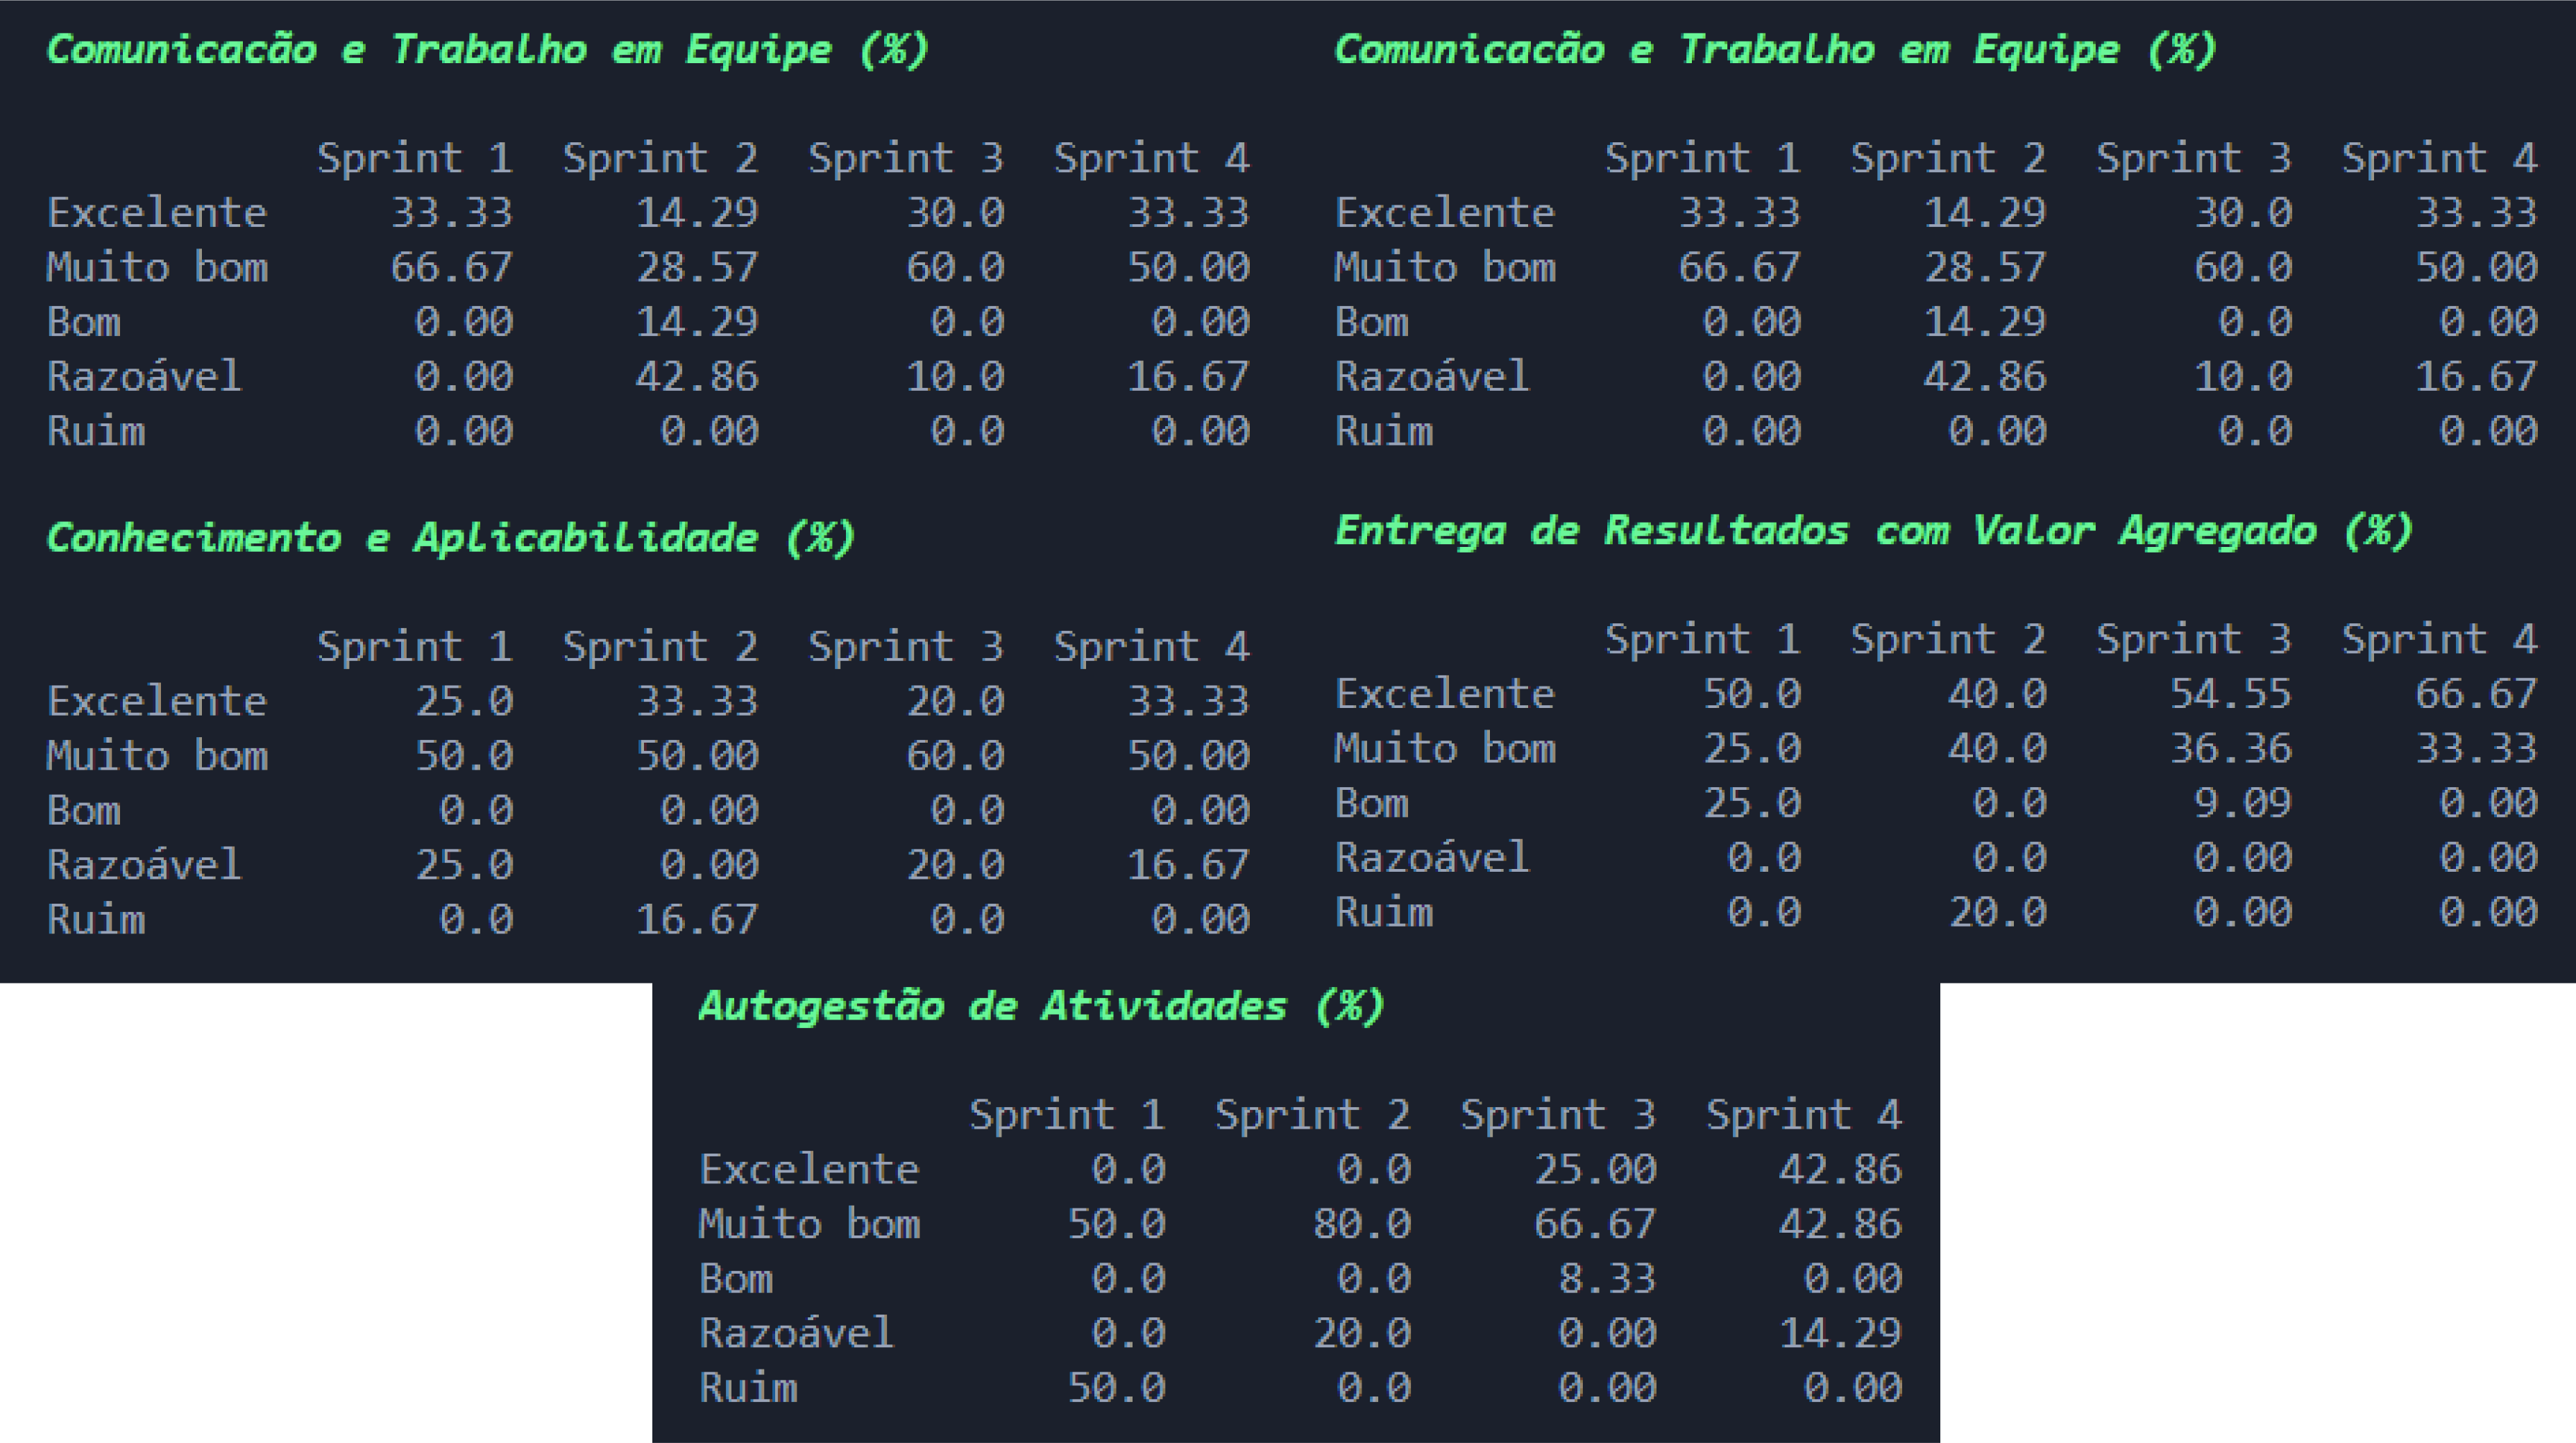 Comunicacão e Trabalho em Equipe (%)
Sprint 1 Sprint 2 Sprint 3 Sprint 4
Excelente 33.33 14.29 30.0 33.33
Muito bom 66.67 28.57 60.0 50.00
Bom 0.00 14.29 0.0 0.00
Razoável 0.00 42.86 10.0 16.67
Ruim 0.00 0.00 0.0 0.00
Comunicacão e Trabalho em Equipe (%)
Sprint 1 Sprint 2 Sprint 3 Sprint 4
Excelente 33.33 14.29 30.0 33.33
Muito bom 66.67 28.57 60.0 50.00
Bom 0.00 14.29 0.0 0.00
Razoável 0.00 42.86 10.0 16.67
Ruim 0.00 0.00 0.0 0.00
Conhecimento e Aplicabilidade (%)
Sprint 1 Sprint 2 Sprint 3 Sprint 4
Excelente 25.0 33.33 20.0 33.33
Muito bom 50.0 50.00 60.0 50.00
Bom 0.0 0.00 0.0 0.00
Razoável 25.0 0.00 20.0 16.67
Ruim 0.0 16.67 0.0 0.00
Entrega de Resultados com Valor Agregado (%)
Sprint 1 Sprint 2 Sprint 3 Sprint 4
Excelente 50.0 40.0 54.55 66.67
Muito bom 25.0 40.0 36.36 33.33
Bom 25.0 0.0 9.09 0.00
Razoável 0.0 0.0 0.00 0.00
Ruim 0.0 20.0 0.00 0.00
Autogestão de Atividades (%)
Sprint 1 Sprint 2 Sprint 3 Sprint 4
Excelente 0.0 0.0 25.00 42.86
Muito bom 50.0 80.0 66.67 42.86
Bom 0.0 0.0 8.33 0.00
Razoável 0.0 20.0 0.00 14.29
Ruim 50.0 0.0 0.00 0.00